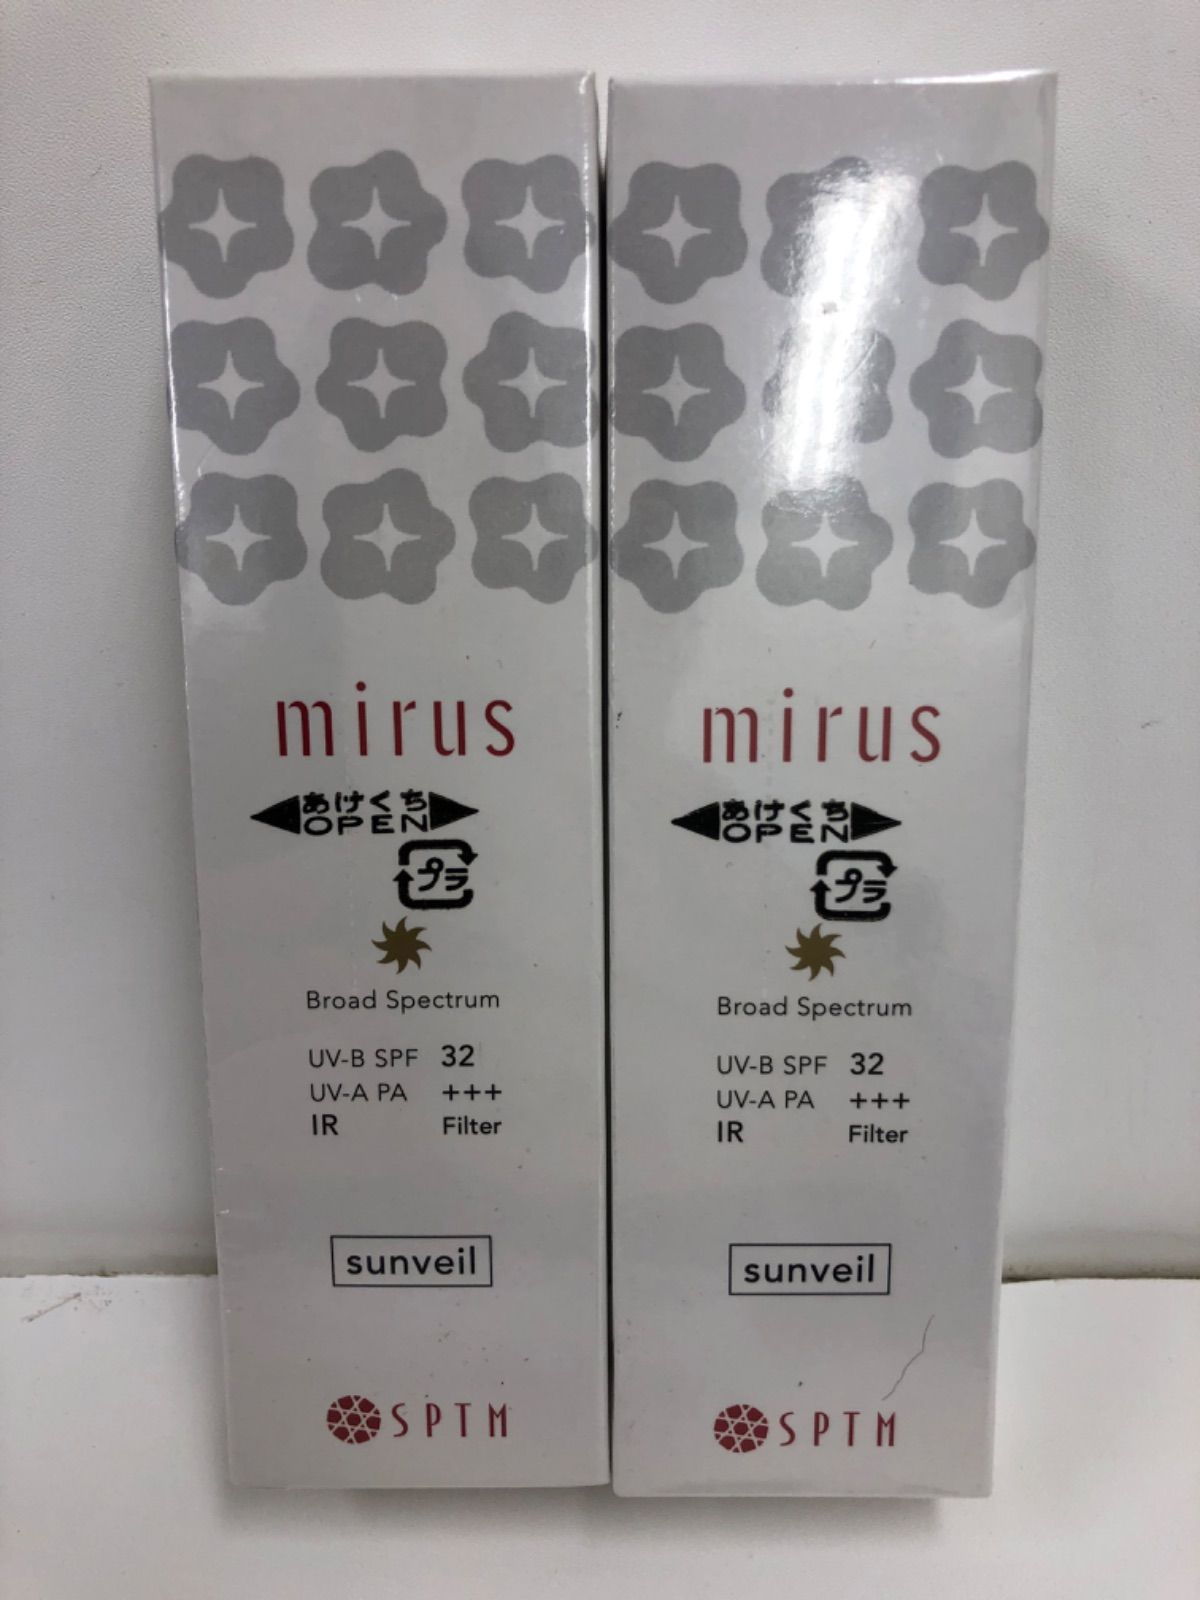 mirus
あけくち
OPEN
プラ
Broad Spectrum
UV-B SPF 32
UV-A PA +++
IR Filter
sunveil
SPTM
mirus
あけくち
OPEN
プラ
Broad Spectrum
UV-B SPF 32
UV-A PA +++
IR Filter
sunveil
SPTM